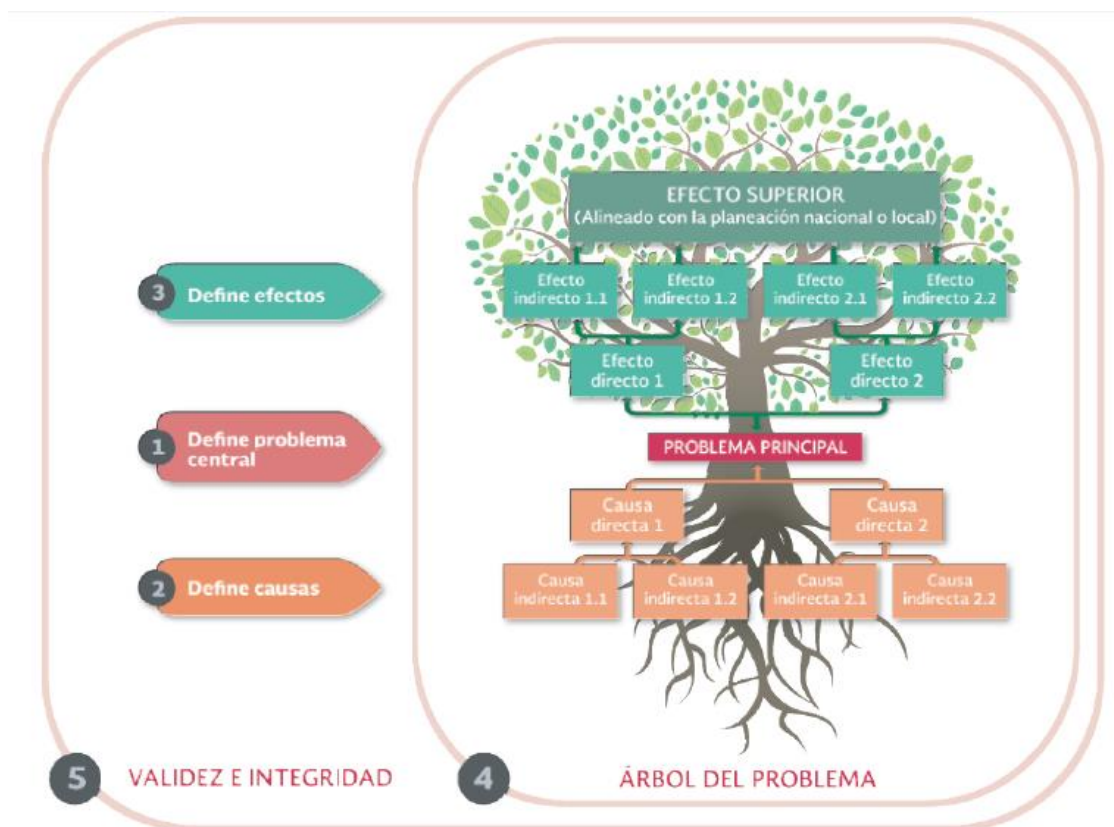 EFECTO SUPERIOR
(Alineado con la planeación nacional o local)
3
Define efectos
Efecto
indirecto 1.1
Efecto
indirecto 1.2
Efecto
indirecto 2.1
Efecto
indirecto 2.2
Efecto
directo 1
Efecto
directo 2
1
Define problema
central
PROBLEMA PRINCIPAL
Causa
directa 1
Causa
directa 2
2
Define causas
Causa
indirecta 1.1
Causa
indirecta 1.2
Causa
indirecta 2.1
Causa
indirecta 2.2
5
VALIDEZ E INTEGRIDAD
4
ÁRBOL DEL PROBLEMA